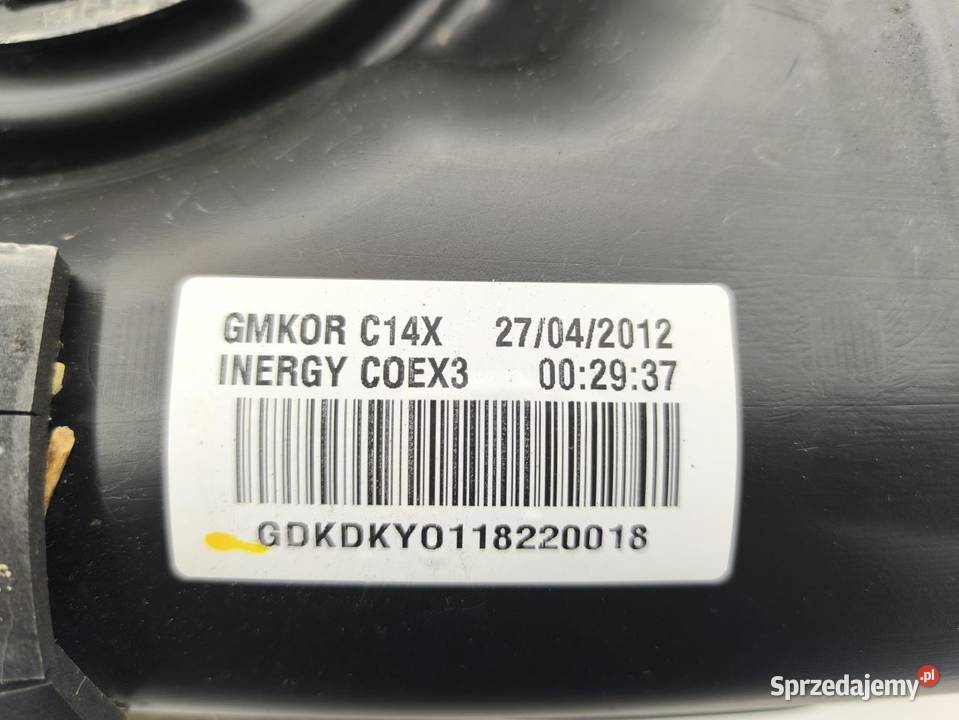 GMKOR C14X 27/04/2012
INERGY COEX3 00:29:37
GDKDKY0118220018
Sprzedajemy.pl